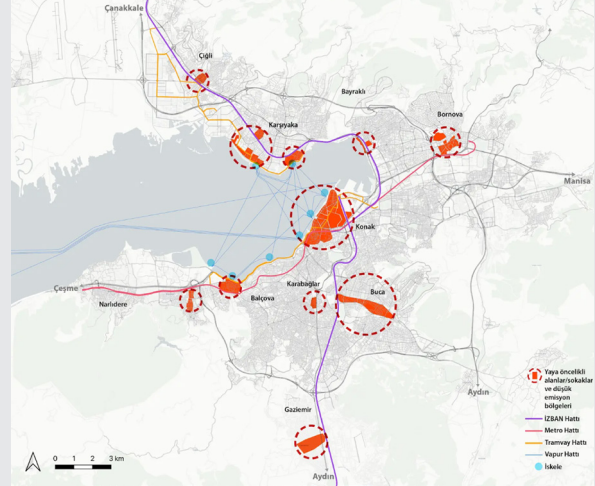 Çanakkale
Çiğli
Bayraklı
Bornova
Karşıyaka
Manisa
Konak
Çeşme
Karabağlar
Buca
Balçova
Narlıdere
Yaya öncelikli
alanlar/sokaklar
ve düşük
emisyon
bölgeleri
Aydın
Gaziemir
İZBAN Hattı
Metro Hattı
Tramvay Hattı
Vapur Hattı
İskele
0 1 2 3 km
Aydın